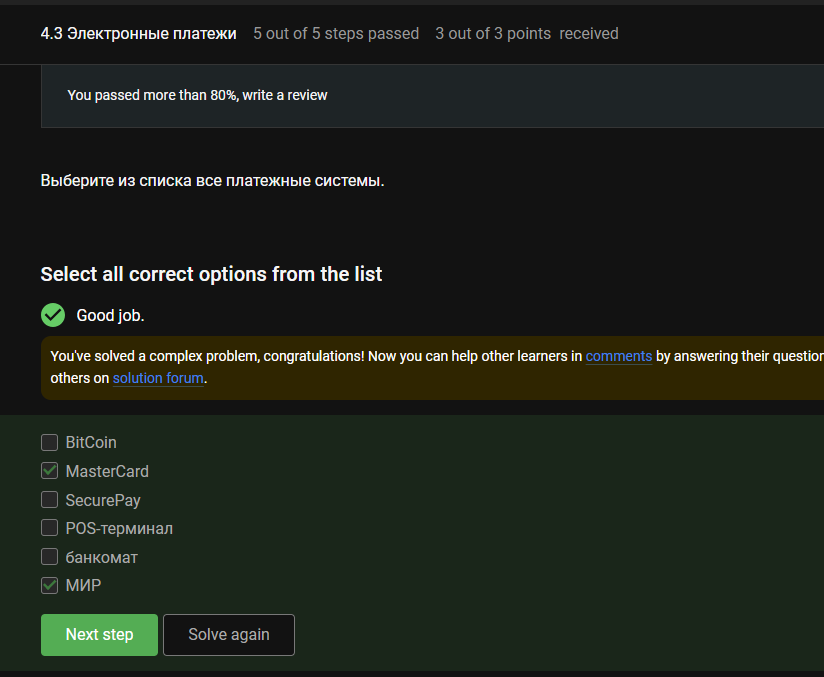 4.3 Электронные платежи 5 out of 5 steps passed 3 out of 3 points received
You passed more than 80%, write a review
Выберите из списка все платежные системы.
Select all correct options from the list
Good job.
You've solved a complex problem, congratulations! Now you can help other learners in comments by answering their question
others on solution forum.
BitCoin
MasterCard
SecurePay
POS-терминал
банкомат
МИР
Next step Solve again